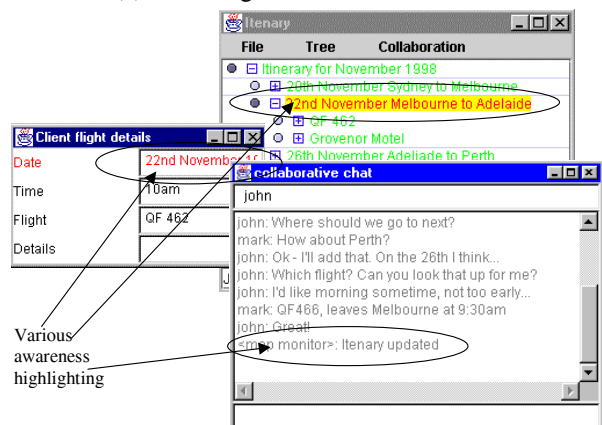 Itenary
File Tree Collaboration
Itinerary for November 1998
20th November Sydney to Melbourne
22nd November Melbourne to Adelaide
QF 462
Grovenor Motel
26th November Adeliade to Perth
Client flight details
Date 22nd November
Time 10am
Flight QF 462
Details
collaborative chat
john
john: Where should we go to next?
mark: How about Perth?
john: Ok - I'll add that. On the 26th I think...
john: Which flight? Can you look that up for me?
john: I'd like morning sometime, not too early...
mark: QF466, leaves Melbourne at 9:30am
john: Great!
<map monitor>: Itenary updated
Various
awareness
highlighting